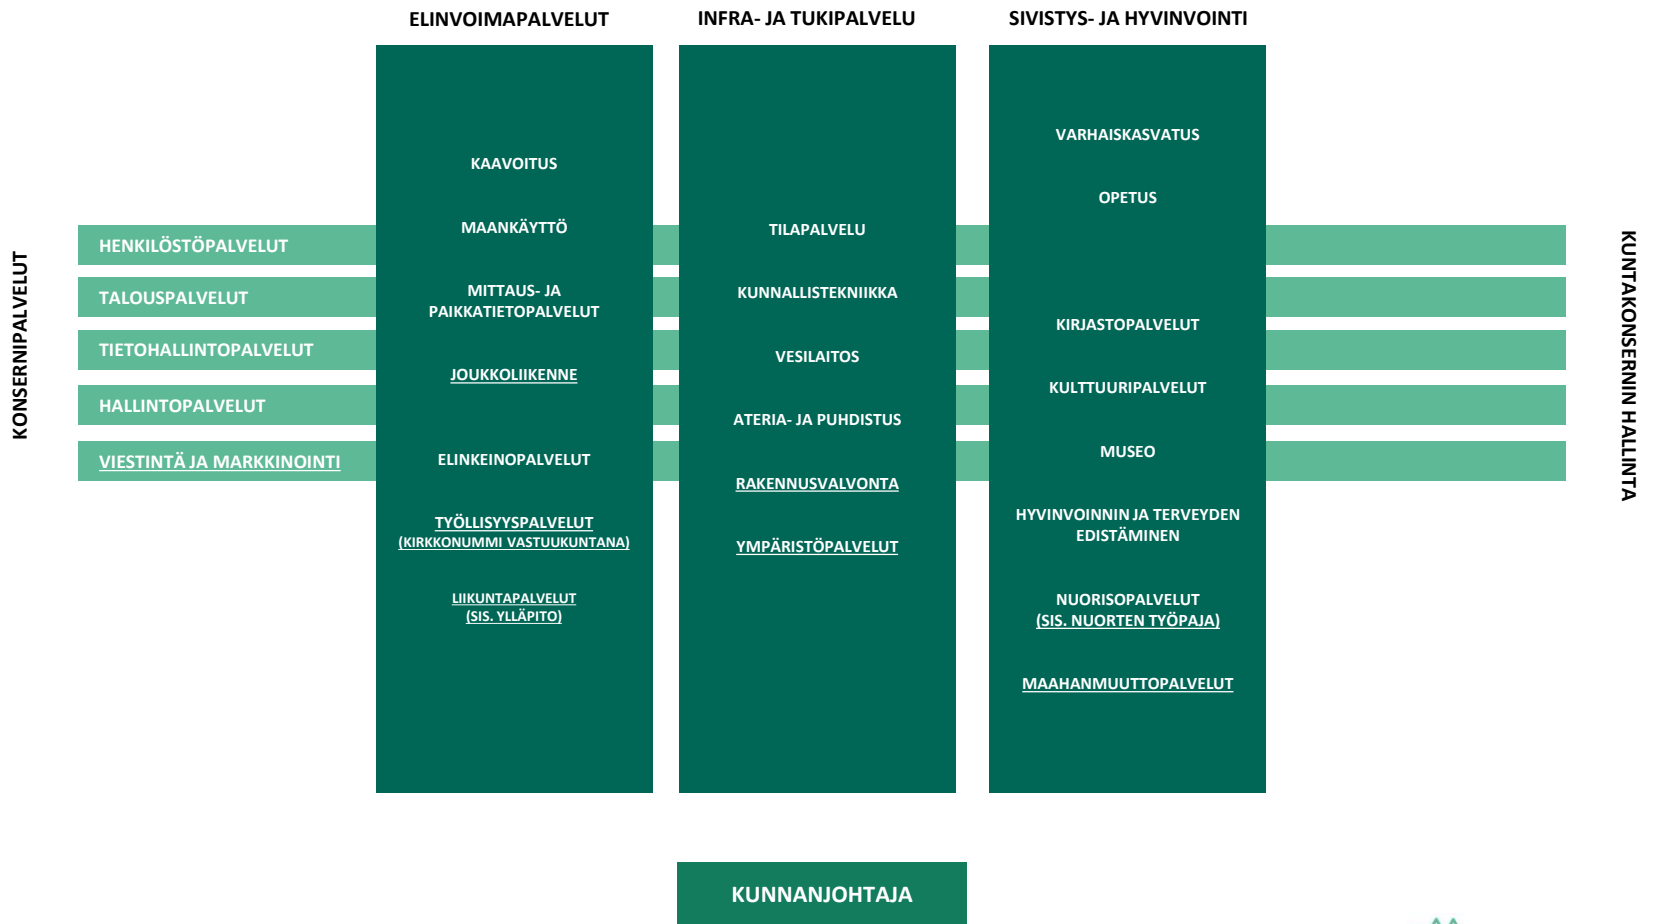 ELINVOIMAPALVELUT
INFRA- JA TUKIPALVELU
SIVISTYS- JA HYVINVOINTI
KONSERNIPALVELUT
HENKILÖSTÖPALVELUT
TALOUSPALVELUT
TIETOHALLINTOPALVELUT
HALLINTOPALVELUT
VIESTINTÄ JA MARKKINOINTI
KAAVOITUS
MAANKÄYTTÖ
MITTAUS- JA
PAIKKATIETOPALVELUT
JOUKKOLIIKENNE
ELINKEINOPALVELUT
TYÖLLISYYSPALVELUT
(KIRKKONUMMI VASTUUKUNTANA)
LIIKUNTAPALVELUT
(SIS. YLLÄPITO)
TILAPALVELU
KUNNALLISTEKNIIKKA
VESILAITOS
ATERIA- JA PUHDISTUS
RAKENNUSVALVONTA
YMPÄRISTÖPALVELUT
VARHAISKASVATUS
OPETUS
KIRJASTOPALVELUT
KULTTUURIPALVELUT
MUSEO
HYVINVOINNIN JA TERVEYDEN
EDISTÄMINEN
NUORISOPALVELUT
(SIS. NUORTEN TYÖPAJA)
MAAHANMUUTTOPALVELUT
KUNTAKONSERNIN HALLINTA
KUNNANJOHTAJA